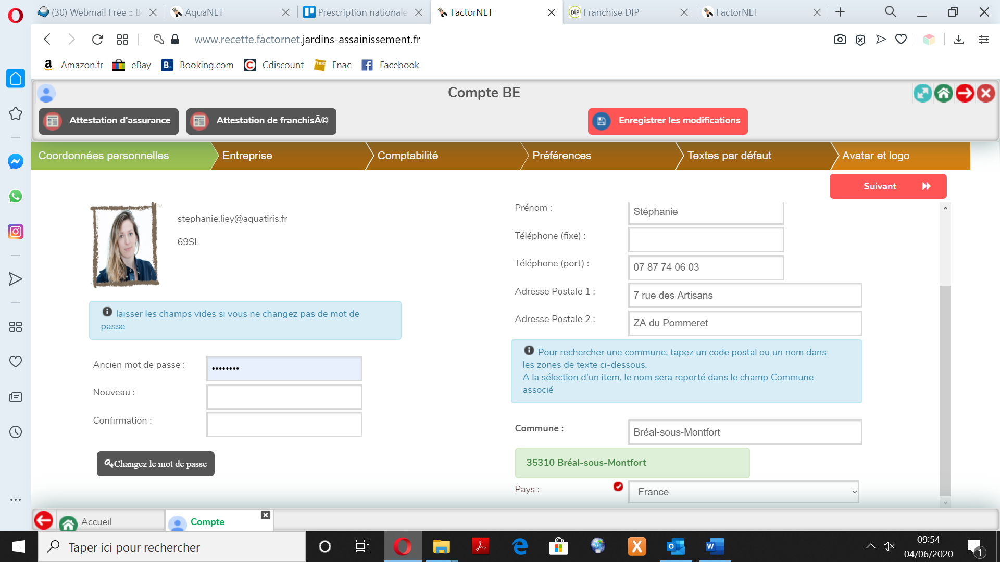 (30) Webmail Free :: Bo
AquaNET
Prescription nationale
FactorNET
Franchise DIP
FactorNET
www.recette.factornet.jardins-assainissement.fr
Amazon.fr
eBay
Booking.com
Cdiscount
Fnac
Facebook
Compte BE
Attestation d'assurance
Attestation de franchisÃ©
Enregistrer les modifications
Coordonnées personnelles
Entreprise
Comptabilité
Préférences
Textes par défaut
Avatar et logo
Suivant
stephanie.liey@aquatiris.fr
69SL
laisser les champs vides si vous ne changez pas de mot de
passe
Ancien mot de passe :
••••••••
Nouveau :
Confirmation :
Changez le mot de passe
Prénom :
Stéphanie
Téléphone (fixe) :
Téléphone (port) :
07 87 74 06 03
Adresse Postale 1 :
7 rue des Artisans
Adresse Postale 2 :
ZA du Pommeret
Pour rechercher une commune, tapez un code postal ou un nom dans
les zones de texte ci-dessous.
A la sélection d'un item, le nom sera reporté dans le champ Commune
associé
Commune :
Bréal-sous-Montfort
35310 Bréal-sous-Montfort
Pays :
France
Accueil
Compte
Taper ici pour rechercher
09:54
04/06/2020
1